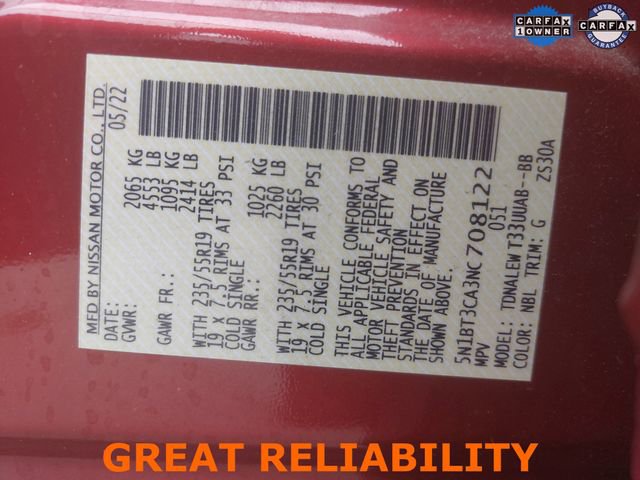 CARFAX
1 OWNER
BUYBACK
CARFAX
GUARANTEE
MFD BY NISSAN MOTOR CO., LTD.
DATE: 05/22
GVWR: 2065 KG
4553 LB
GAWR FR.: 1095 KG
2414 LB
WITH 235/55R19 TIRES
19 X 7.5 RIMS AT 33 PSI
COLD SINGLE
GAWR RR.: 1025 KG
2260 LB
WITH 235/55R19 TIRES
19 X 7.5 RIMS AT 30 PSI
COLD SINGLE
THIS VEHICLE CONFORMS TO
ALL APPLICABLE FEDERAL
MOTOR VEHICLE SAFETY AND
THEFT PREVENTION
STANDARDS IN EFFECT ON
THE DATE OF MANUFACTURE
SHOWN ABOVE.
5N1BT3CA3NC708122
MPV 051
MODEL: TDNALEW T33UUAB--BB
COLOR: NBL TRIM: G ZS30A
GREAT RELIABILITY